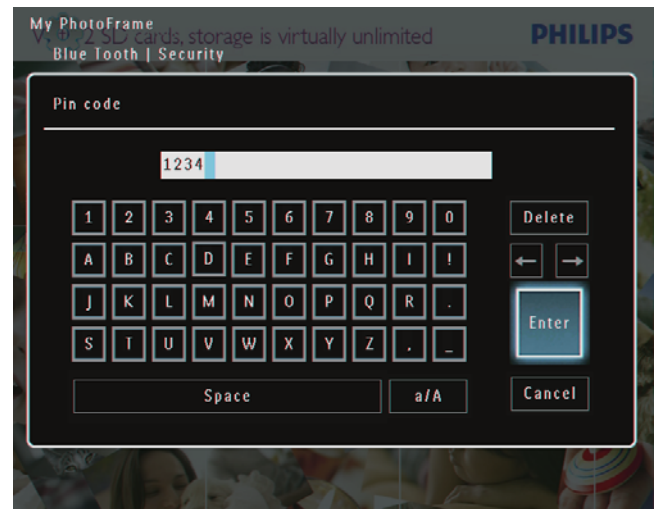 My PhotoFrame
2 SD cards, storage is virtually unlimited
PHILIPS
Blue Tooth | Security
Pin code
1234
1 2 3 4 5 6 7 8 9 0 Delete
A B C D E F G H I ! ← →
J K L M N O P Q R . Enter
S T U V W X Y Z , _
Space a/A Cancel